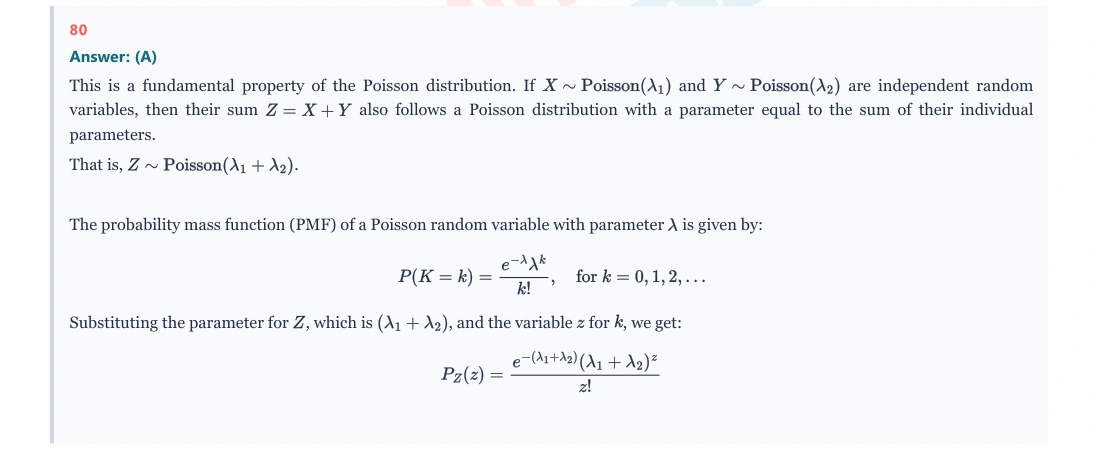 80
Answer: (A)
This is a fundamental property of the Poisson distribution. If X ∼ Poisson(λ₁) and Y ∼ Poisson(λ₂) are independent random
variables, then their sum Z = X + Y also follows a Poisson distribution with a parameter equal to the sum of their individual
parameters.
That is, Z ∼ Poisson(λ₁ + λ₂).
The probability mass function (PMF) of a Poisson random variable with parameter λ is given by:
P(K = k) = e^{−λ}λ^k / k!, for k = 0, 1, 2, …
Substituting the parameter for Z, which is (λ₁ + λ₂), and the variable z for k, we get:
P_Z(z) = e^{−(λ₁+λ₂)}(λ₁ + λ₂)^z / z!